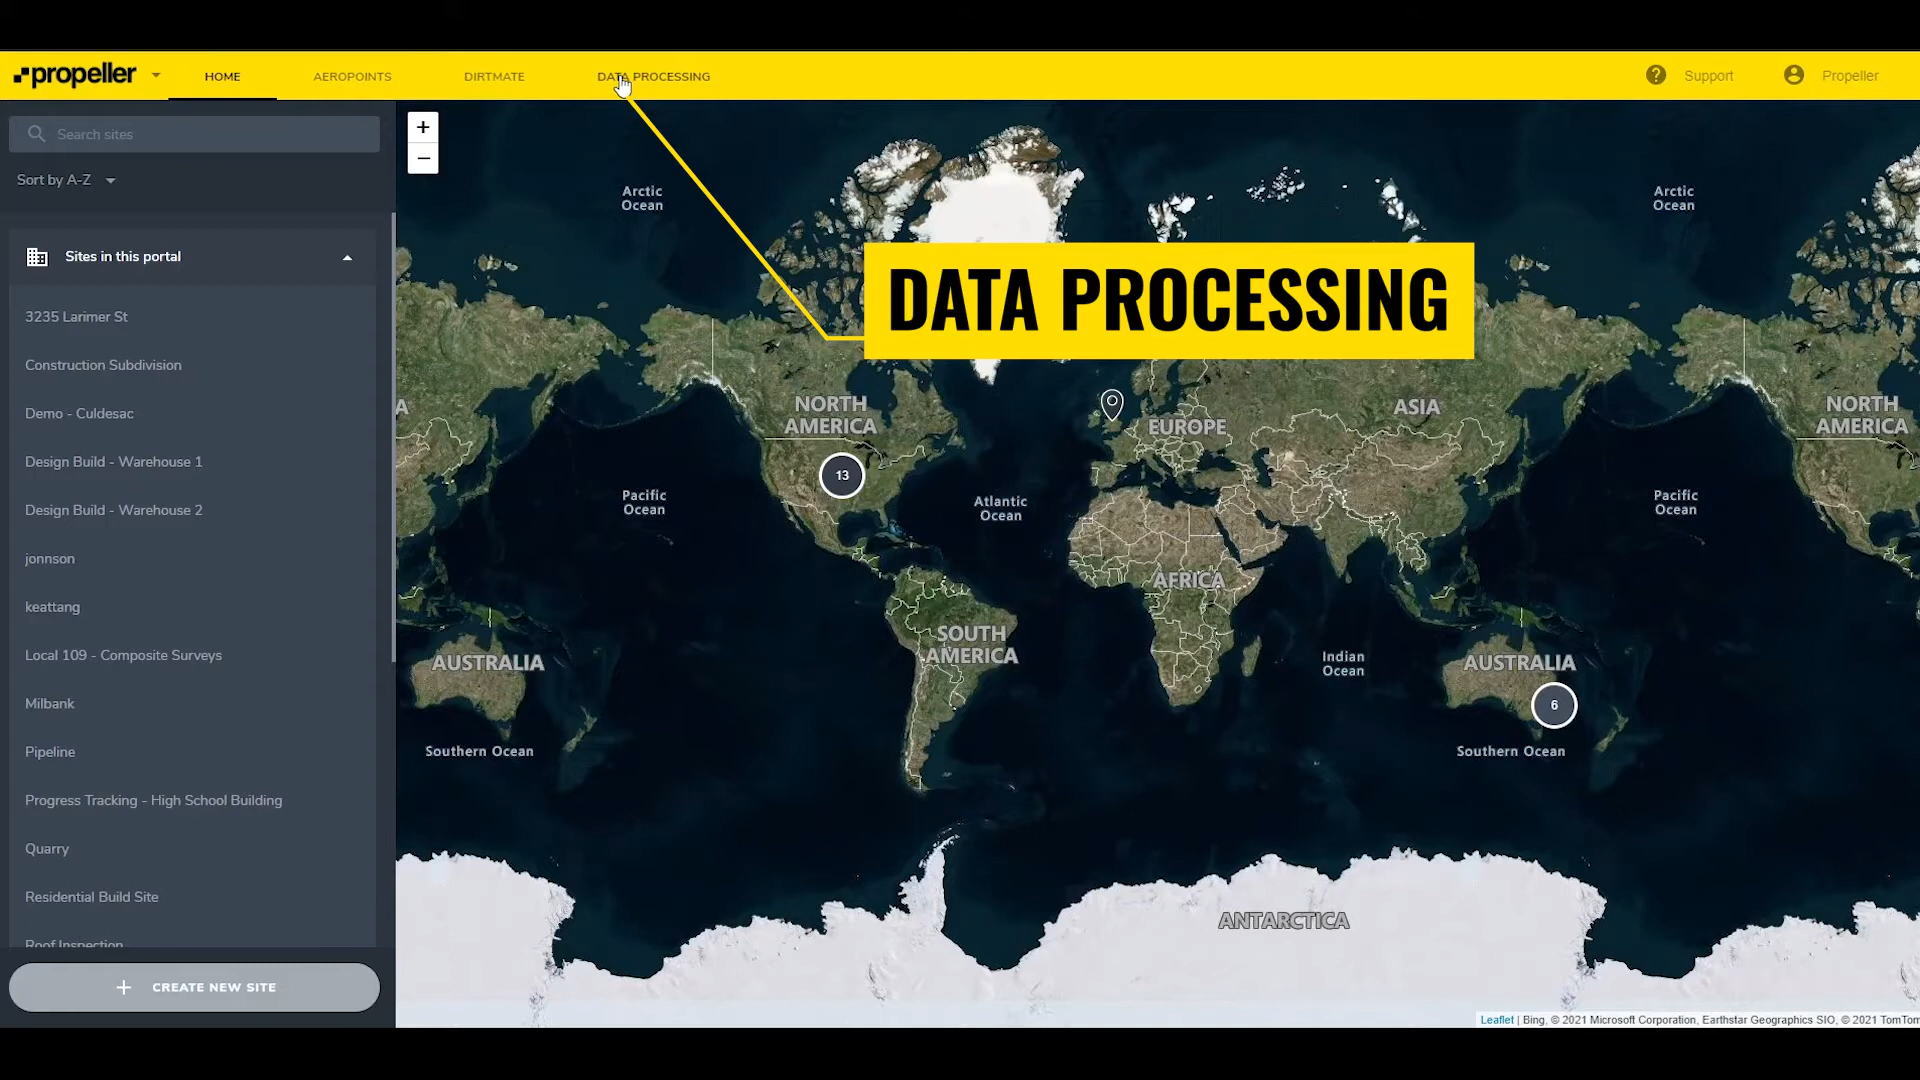 propeller
HOME
AEROPOINTS
DIRTMATE
DATA PROCESSING
Support
Propeller
Search sites
Sort by A-Z
Sites in this portal
3235 Larimer St
Construction Subdivision
Demo - Culdesac
Design Build - Warehouse 1
Design Build - Warehouse 2
jonnson
keattang
Local 109 - Composite Surveys
Milbank
Pipeline
Progress Tracking - High School Building
Quarry
Residential Build Site
Roof Inspection
+ CREATE NEW SITE
+
−
DATA PROCESSING
Arctic
Ocean
Arctic
Ocean
A
NORTH
AMERICA
EUROPE
ASIA
NORTH
AMERICA
13
Pacific
Ocean
Atlantic
Ocean
Pacific
Ocean
AFRICA
AUSTRALIA
SOUTH
AMERICA
Indian
Ocean
AUSTRALIA
6
Southern Ocean
Southern Ocean
ANTARCTICA
Leaflet | Bing, © 2021 Microsoft Corporation, Earthstar Geographics SIO, © 2021 TomTom